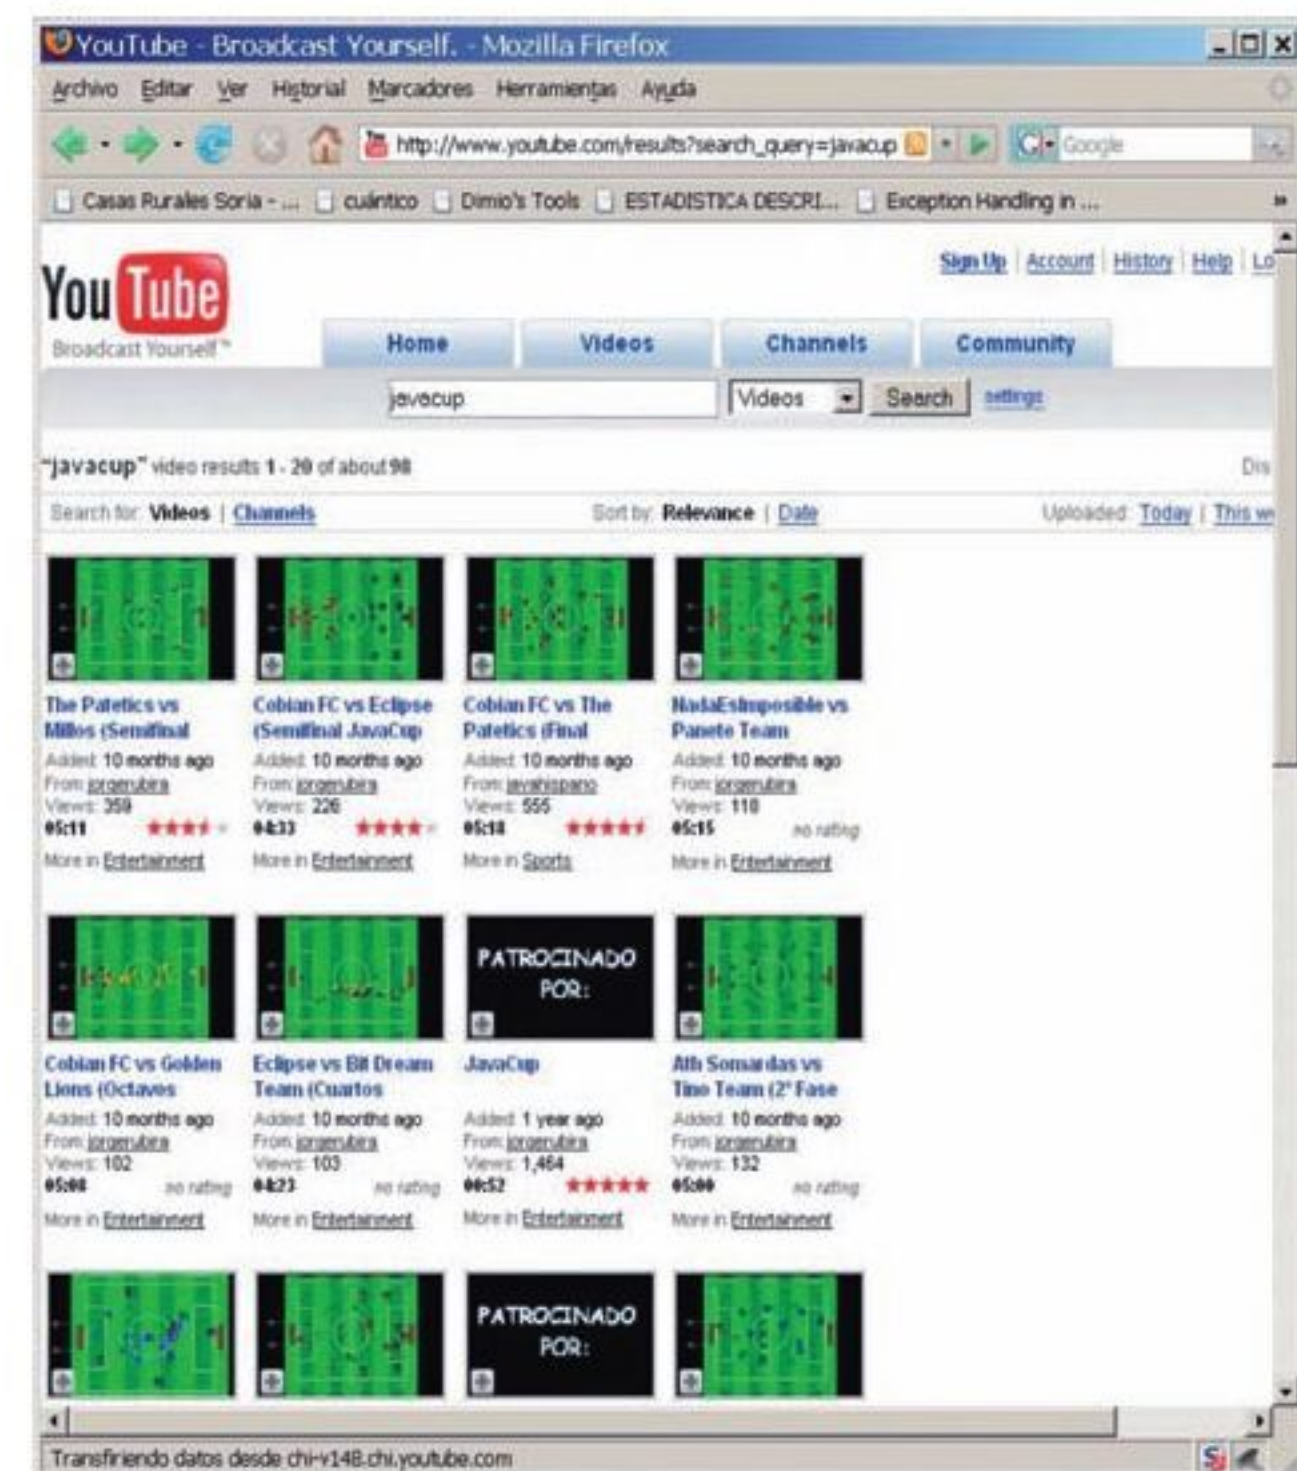 YouTube - Broadcast Yourself. - Mozilla Firefox
Archivo Editar Ver Historial Marcadores Herramientas Ayuda
http://www.youtube.com/results?search_query=javacup Google
Casas Rurales Soria - ... cuántico Dimio's Tools ESTADISTICA DESCRI... Exception Handling in ...
Sign Up | Account | History | Help | Lo
YouTube
Broadcast Yourself™
Home Videos Channels Community
javacup Videos Search settings
"javacup" video results 1 - 20 of about 98 Dis
Search for: Videos | Channels Sort by: Relevance | Date Uploaded: Today | This we
The Patetics vs Cobian FC vs Eclipse Cobian FC vs The NadaEsImposible vs
Millos (Semifinal (Semifinal JavaCup Patetics (Final Panete Team
Added: 10 months ago Added: 10 months ago Added: 10 months ago Added: 10 months ago
From: jorgerubira From: jorgerubira From: javahispano From: jorgerubira
Views: 359 Views: 226 Views: 555 Views: 118
05:11 04:33 05:18 05:15 no rating
More in Entertainment More in Entertainment More in Sports More in Entertainment
PATROCINADO
POR:
Cobian FC vs Golden Eclipse vs Bit Dream JavaCup Ath Somardas vs
Lions (Octavos Team (Cuartos Tino Team (2ª Fase
Added: 10 months ago Added: 10 months ago Added: 1 year ago Added: 10 months ago
From: jorgerubira From: jorgerubira From: jorgerubira From: jorgerubira
Views: 102 Views: 103 Views: 1,464 Views: 132
05:08 no rating 04:23 no rating 00:52 05:00 no rating
More in Entertainment More in Entertainment More in Entertainment More in Entertainment
PATROCINADO
POR:
Transfiriendo datos desde chi-v148.chi.youtube.com